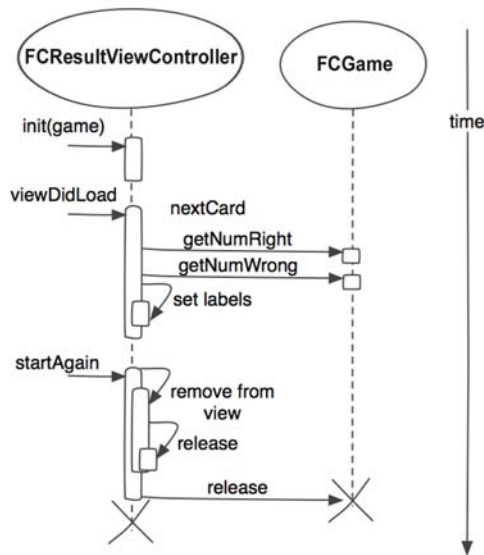 FCResultViewController
FCGame
time
init(game)
viewDidLoad
nextCard
getNumRight
getNumWrong
set labels
startAgain
remove from
view
release
release